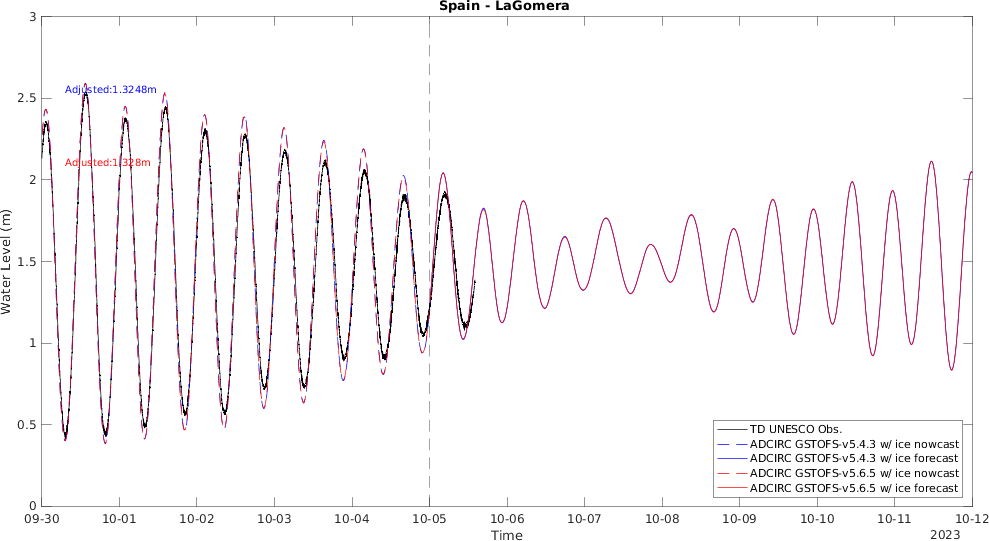 Spain - LaGomera
3
2.5
2
1.5
1
0.5
0
Water Level (m)
Adjusted:1.3248m
Adjusted:1.328m
TD UNESCO Obs.
ADCIRC GSTOFS-v5.4.3 w/ ice nowcast
ADCIRC GSTOFS-v5.4.3 w/ ice forecast
ADCIRC GSTOFS-v5.6.5 w/ ice nowcast
ADCIRC GSTOFS-v5.6.5 w/ ice forecast
09-30 10-01 10-02 10-03 10-04 10-05 10-06 10-07 10-08 10-09 10-10 10-11 10-12
Time
2023